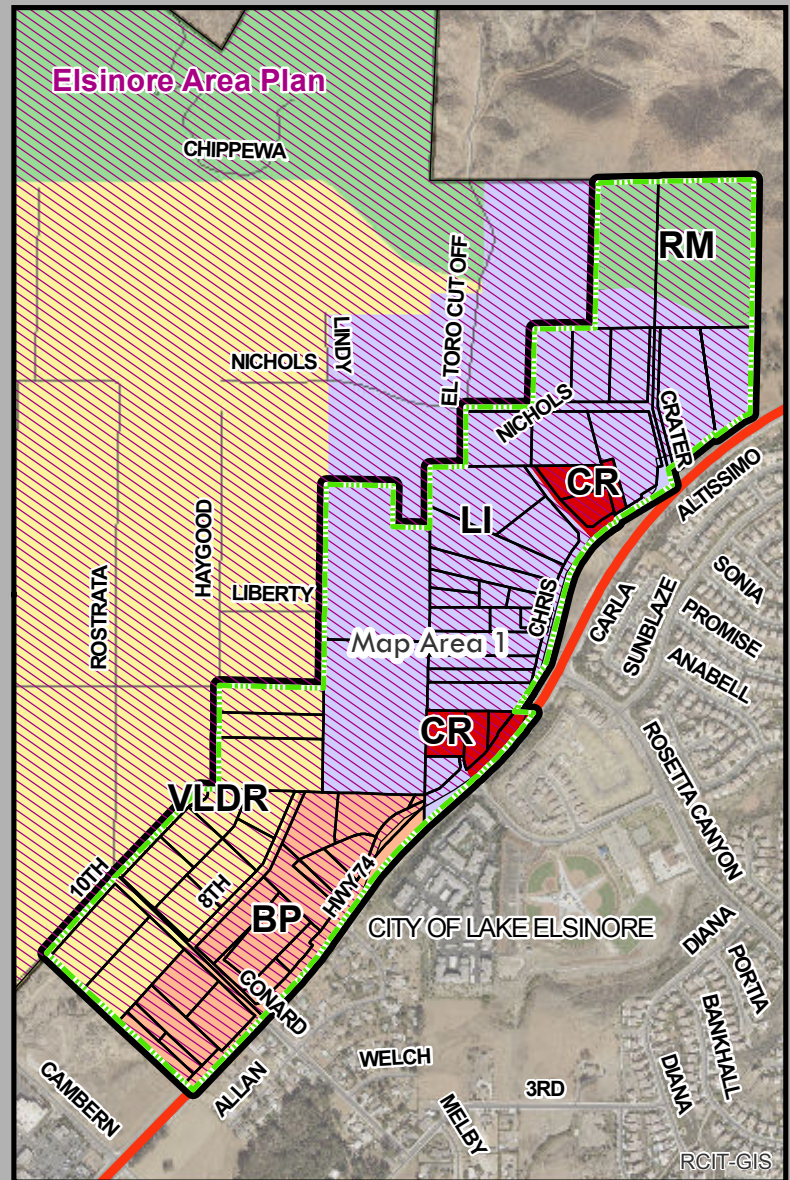 Elsinore Area Plan
CHIPPEWA
EL TORO CUT OFF
RM
LINDY
NICHOLS
NICHOLS
CRATER
HAYGOOD
CR
ALTISSIMO
LI
ROSTRATA
LIBERTY
CHRIS
CARLA
SUNBLAZE
SONIA
PROMISE
ANABELL
Map Area 1
CR
ROSETTA CANYON
VLDR
10TH
8TH
HWY-74
BP
CITY OF LAKE ELSINORE
DIANA
PORTIA
CONARD
BANKHALL
WELCH
CAMBERN
ALLAN
3RD
DIANA
MELBY
RCIT-GIS